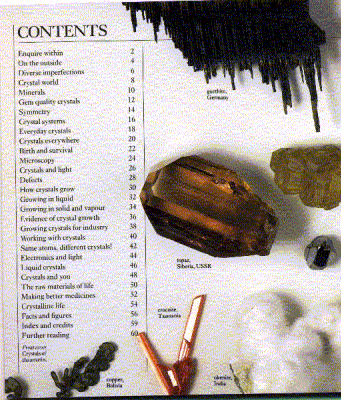 CONTENTS
Enquire within 2
On the outside 4
Diverse imperfections 6
Crystal world 8
Minerals 10
Gem quality crystals 12
Symmetry 14
Crystal systems 16
Everyday crystals 18
Crystals everywhere 20
Birth and survival 22
Microscopy 24
Crystals and light 26
Defects 28
How crystals grow 30
Growing in liquid 32
Growing in solid and vapour 34
Evidence of crystal growth 36
Growing crystals for industry 38
Working with crystals 40
Same atoms, different crystals? 42
Electronics and light 44
Liquid crystals 46
Crystals and you 48
The raw materials of life 50
Making better medicines 52
Crystalline life 54
Facts and figures 56
Index and credits 59
Further reading 60
Crystals of
goethite,
Germany
topaz,
Siberia, USSR
crocoite,
Tasmania
copper,
Bolivia
okenite,
India